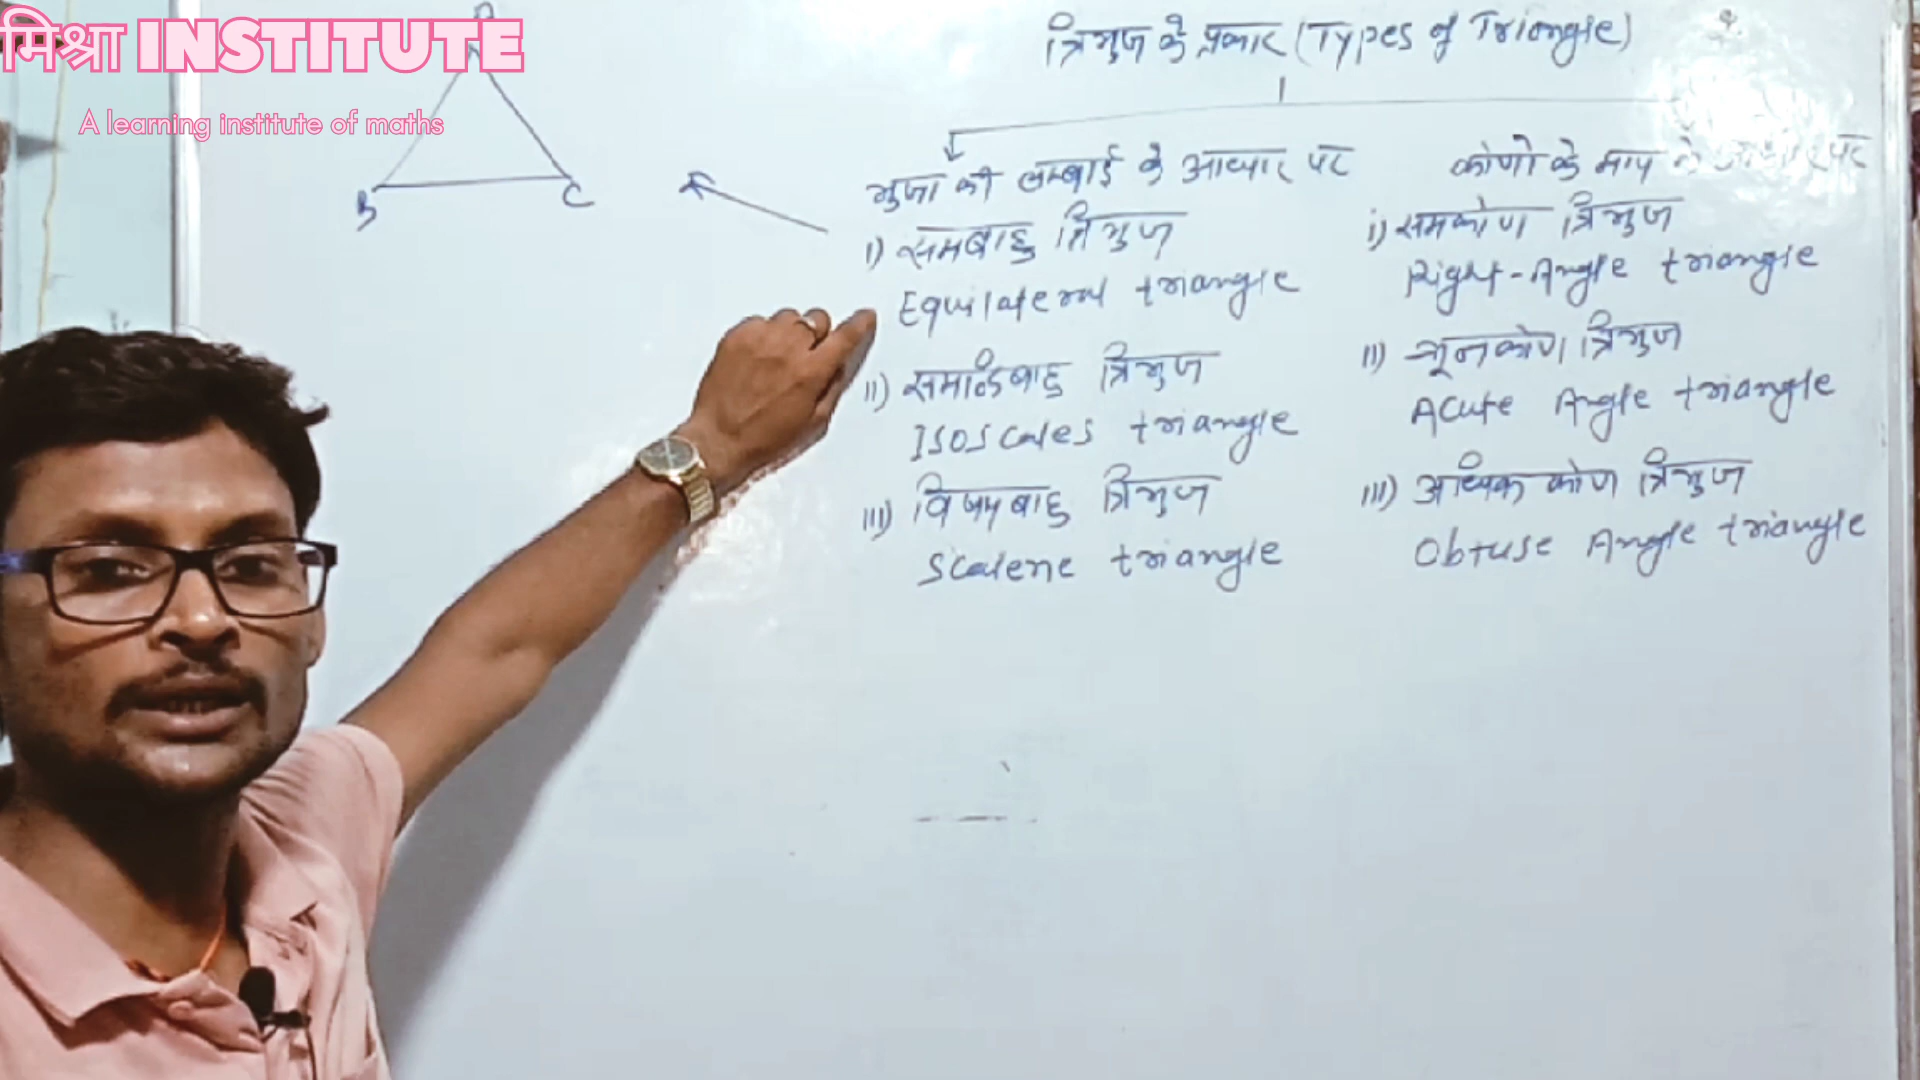 मिश्रा INSTITUTE
A learning institute of maths
A
B
C
त्रिभुज के प्रकार (Types of Triangle)
भुजा की लम्बाई के आधार पर
i) समबाहु त्रिभुज
Equilateral triangle
ii) समद्विबाहु त्रिभुज
Isoscales triangle
iii) विषमबाहु त्रिभुज
Scalene triangle
कोणो के माप के आधार पर
i) समकोण त्रिभुज
Right-Angle triangle
ii) न्यूनकोण त्रिभुज
Acute Angle triangle
iii) अधिक कोण त्रिभुज
Obtuse Angle triangle